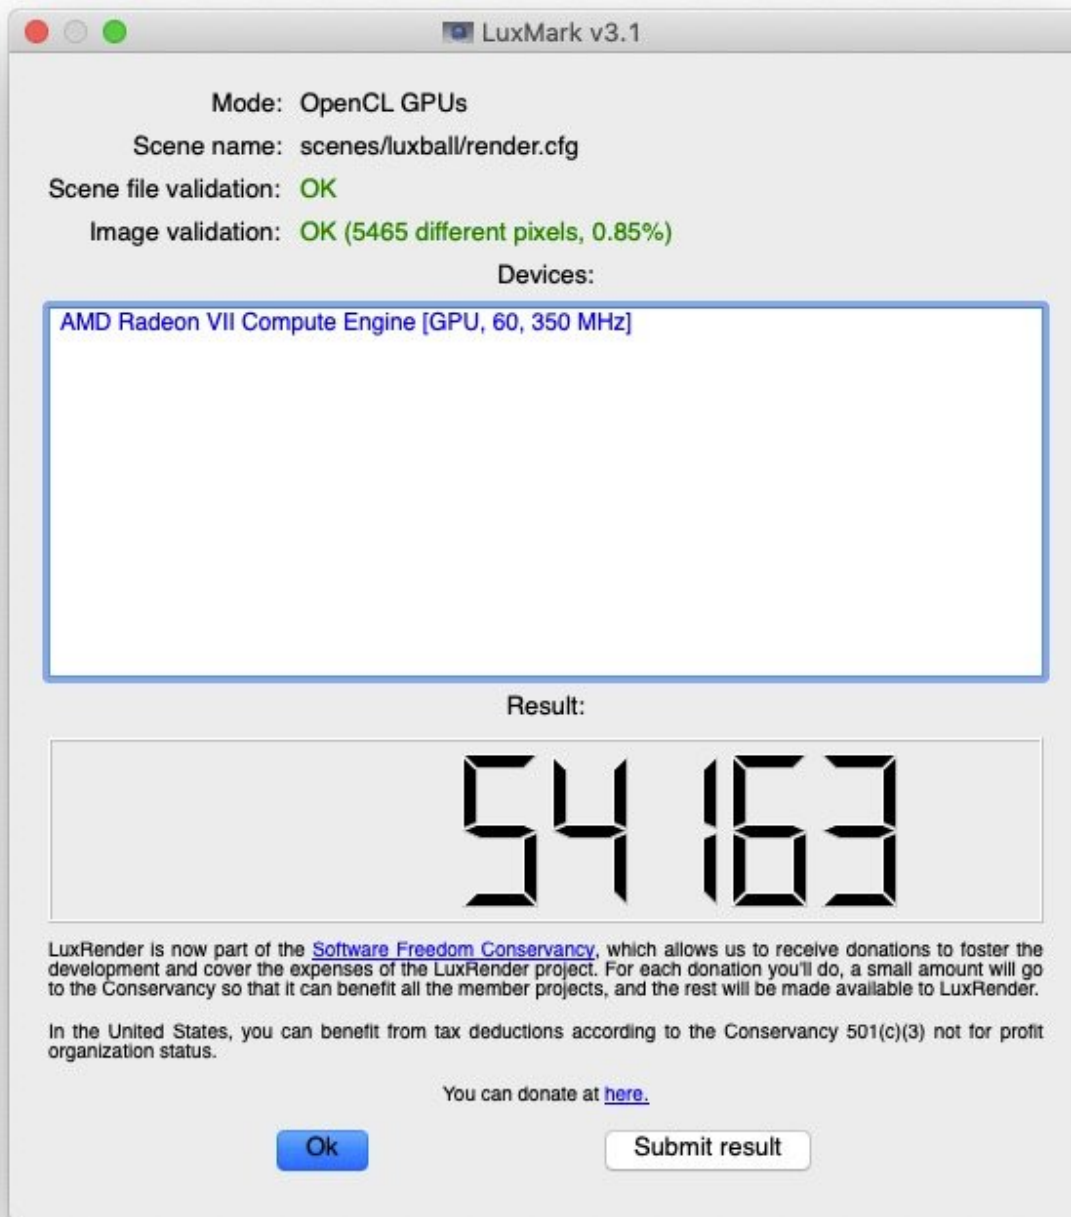 LuxMark v3.1
Mode: OpenCL GPUs
Scene name: scenes/luxball/render.cfg
Scene file validation: OK
Image validation: OK (5465 different pixels, 0.85%)
Devices:
AMD Radeon VII Compute Engine [GPU, 60, 350 MHz]
Result:
54163
LuxRender is now part of the Software Freedom Conservancy, which allows us to receive donations to foster the
development and cover the expenses of the LuxRender project. For each donation you'll do, a small amount will go
to the Conservancy so that it can benefit all the member projects, and the rest will be made available to LuxRender.
In the United States, you can benefit from tax deductions according to the Conservancy 501(c)(3) not for profit
organization status.
You can donate at here.
Ok
Submit result